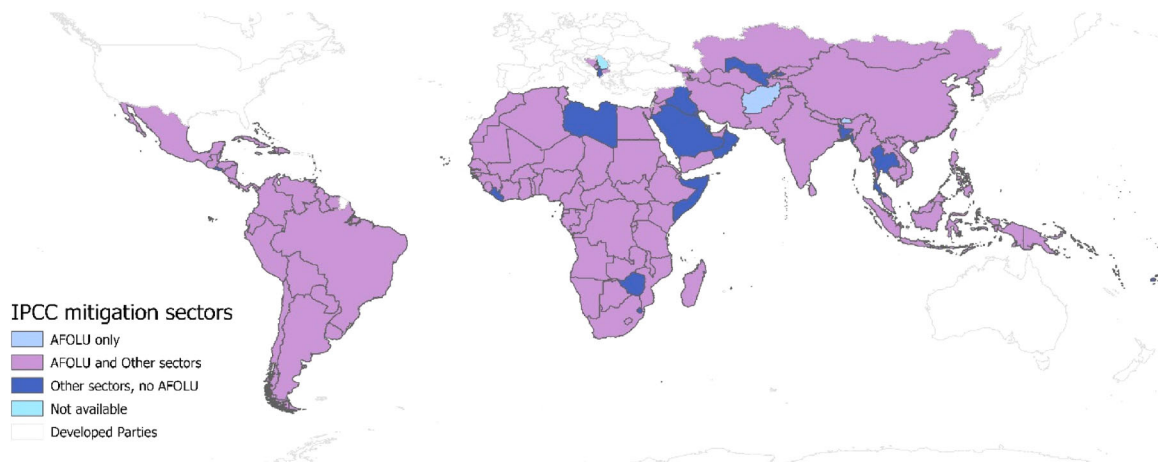 IPCC mitigation sectors
AFOLU only
AFOLU and Other sectors
Other sectors, no AFOLU
Not available
Developed Parties